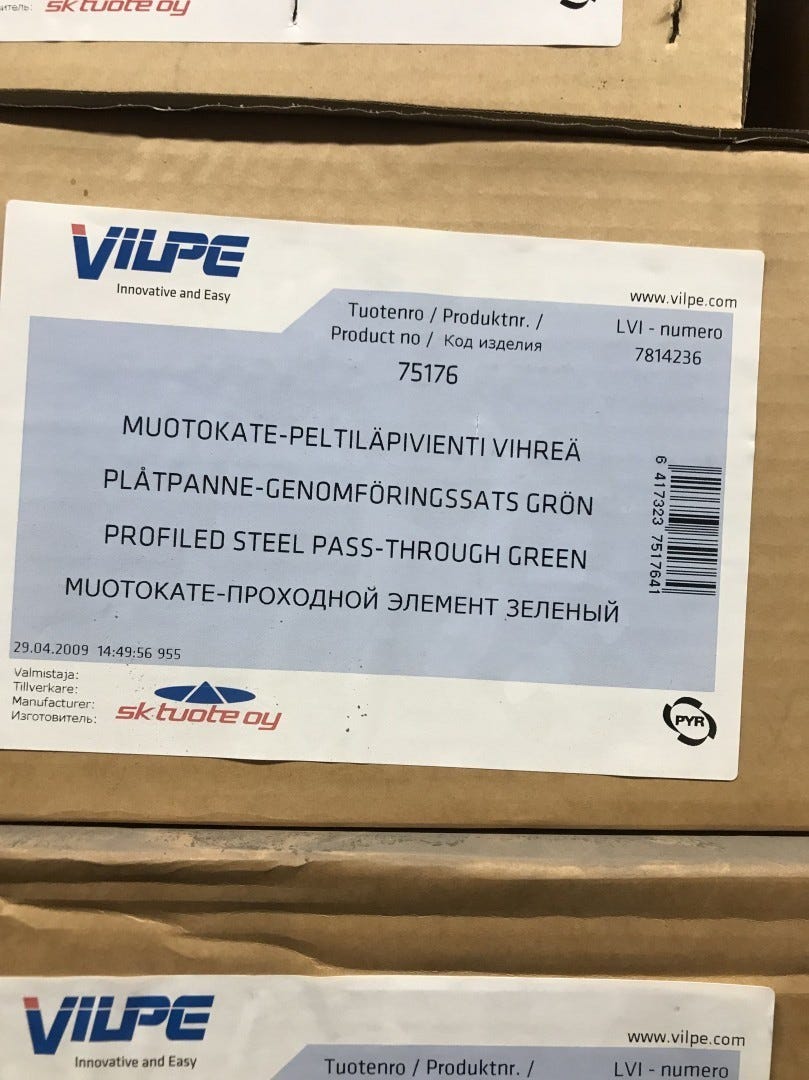 sk tuote oy
VILPE
Innovative and Easy
www.vilpe.com
Tuotenro / Produktnr. /
Product no / Код изделия
75176
LVI - numero
7814236
MUOTOKATE-PELTILÄPIVIENTI VIHREÄ
PLÅTPANNE-GENOMFÖRINGSSATS GRÖN
PROFILED STEEL PASS-THROUGH GREEN
MUOTOKATE-ПРОХОДНОЙ ЭЛЕМЕНТ ЗЕЛЕНЫЙ
6 417323 751764
29.04.2009 14:49:56 955
Valmistaja:
Tillverkare:
Manufacturer:
Изготовитель:
sk tuote oy
PYR
VILPE
Innovative and Easy
www.vilpe.com
Tuotenro / Produktnr. /
LVI - numero